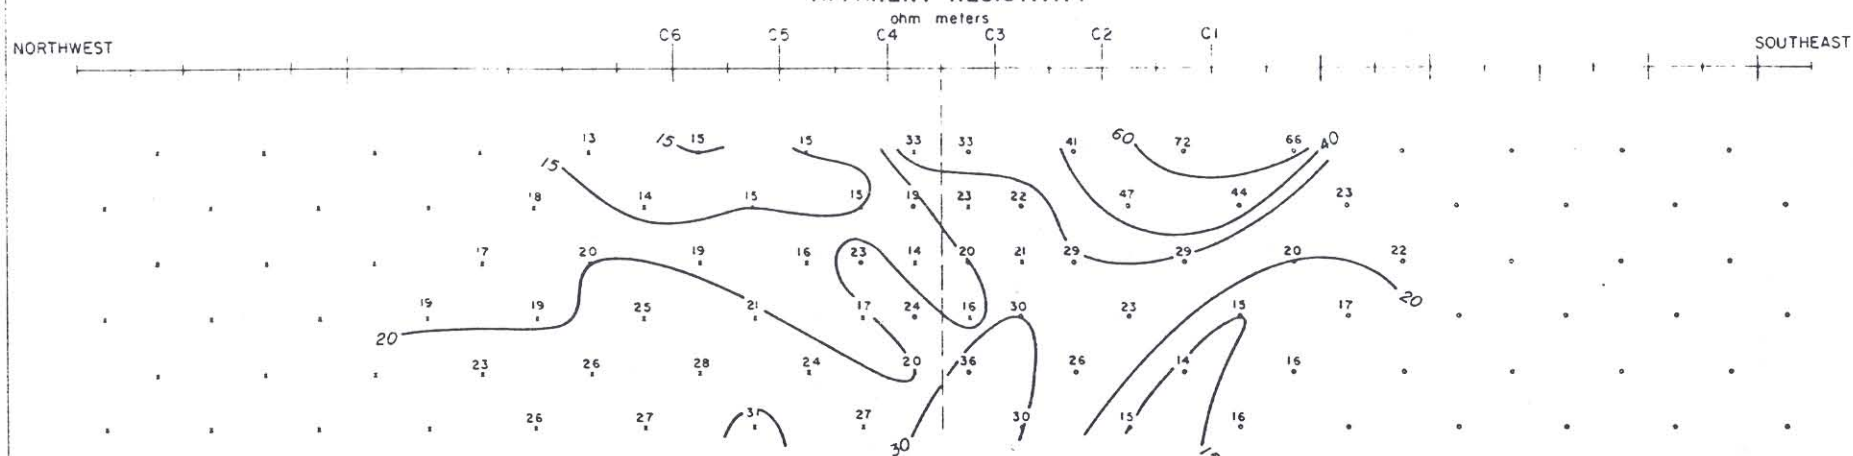 ohm meters
C6 C5 C4 C3 C2 C1
NORTHWEST SOUTHEAST
13 15 15 15 33 33 41 60 72 66 40
15 18 14 15 15 19 23 22 47 44 23
17 20 19 16 23 14 20 21 29 29 20 22
19 19 25 21 17 24 16 30 23 15 17 20
20
23 26 28 24 20 36 26 14 16
26 27 31 27 30 15 16
30